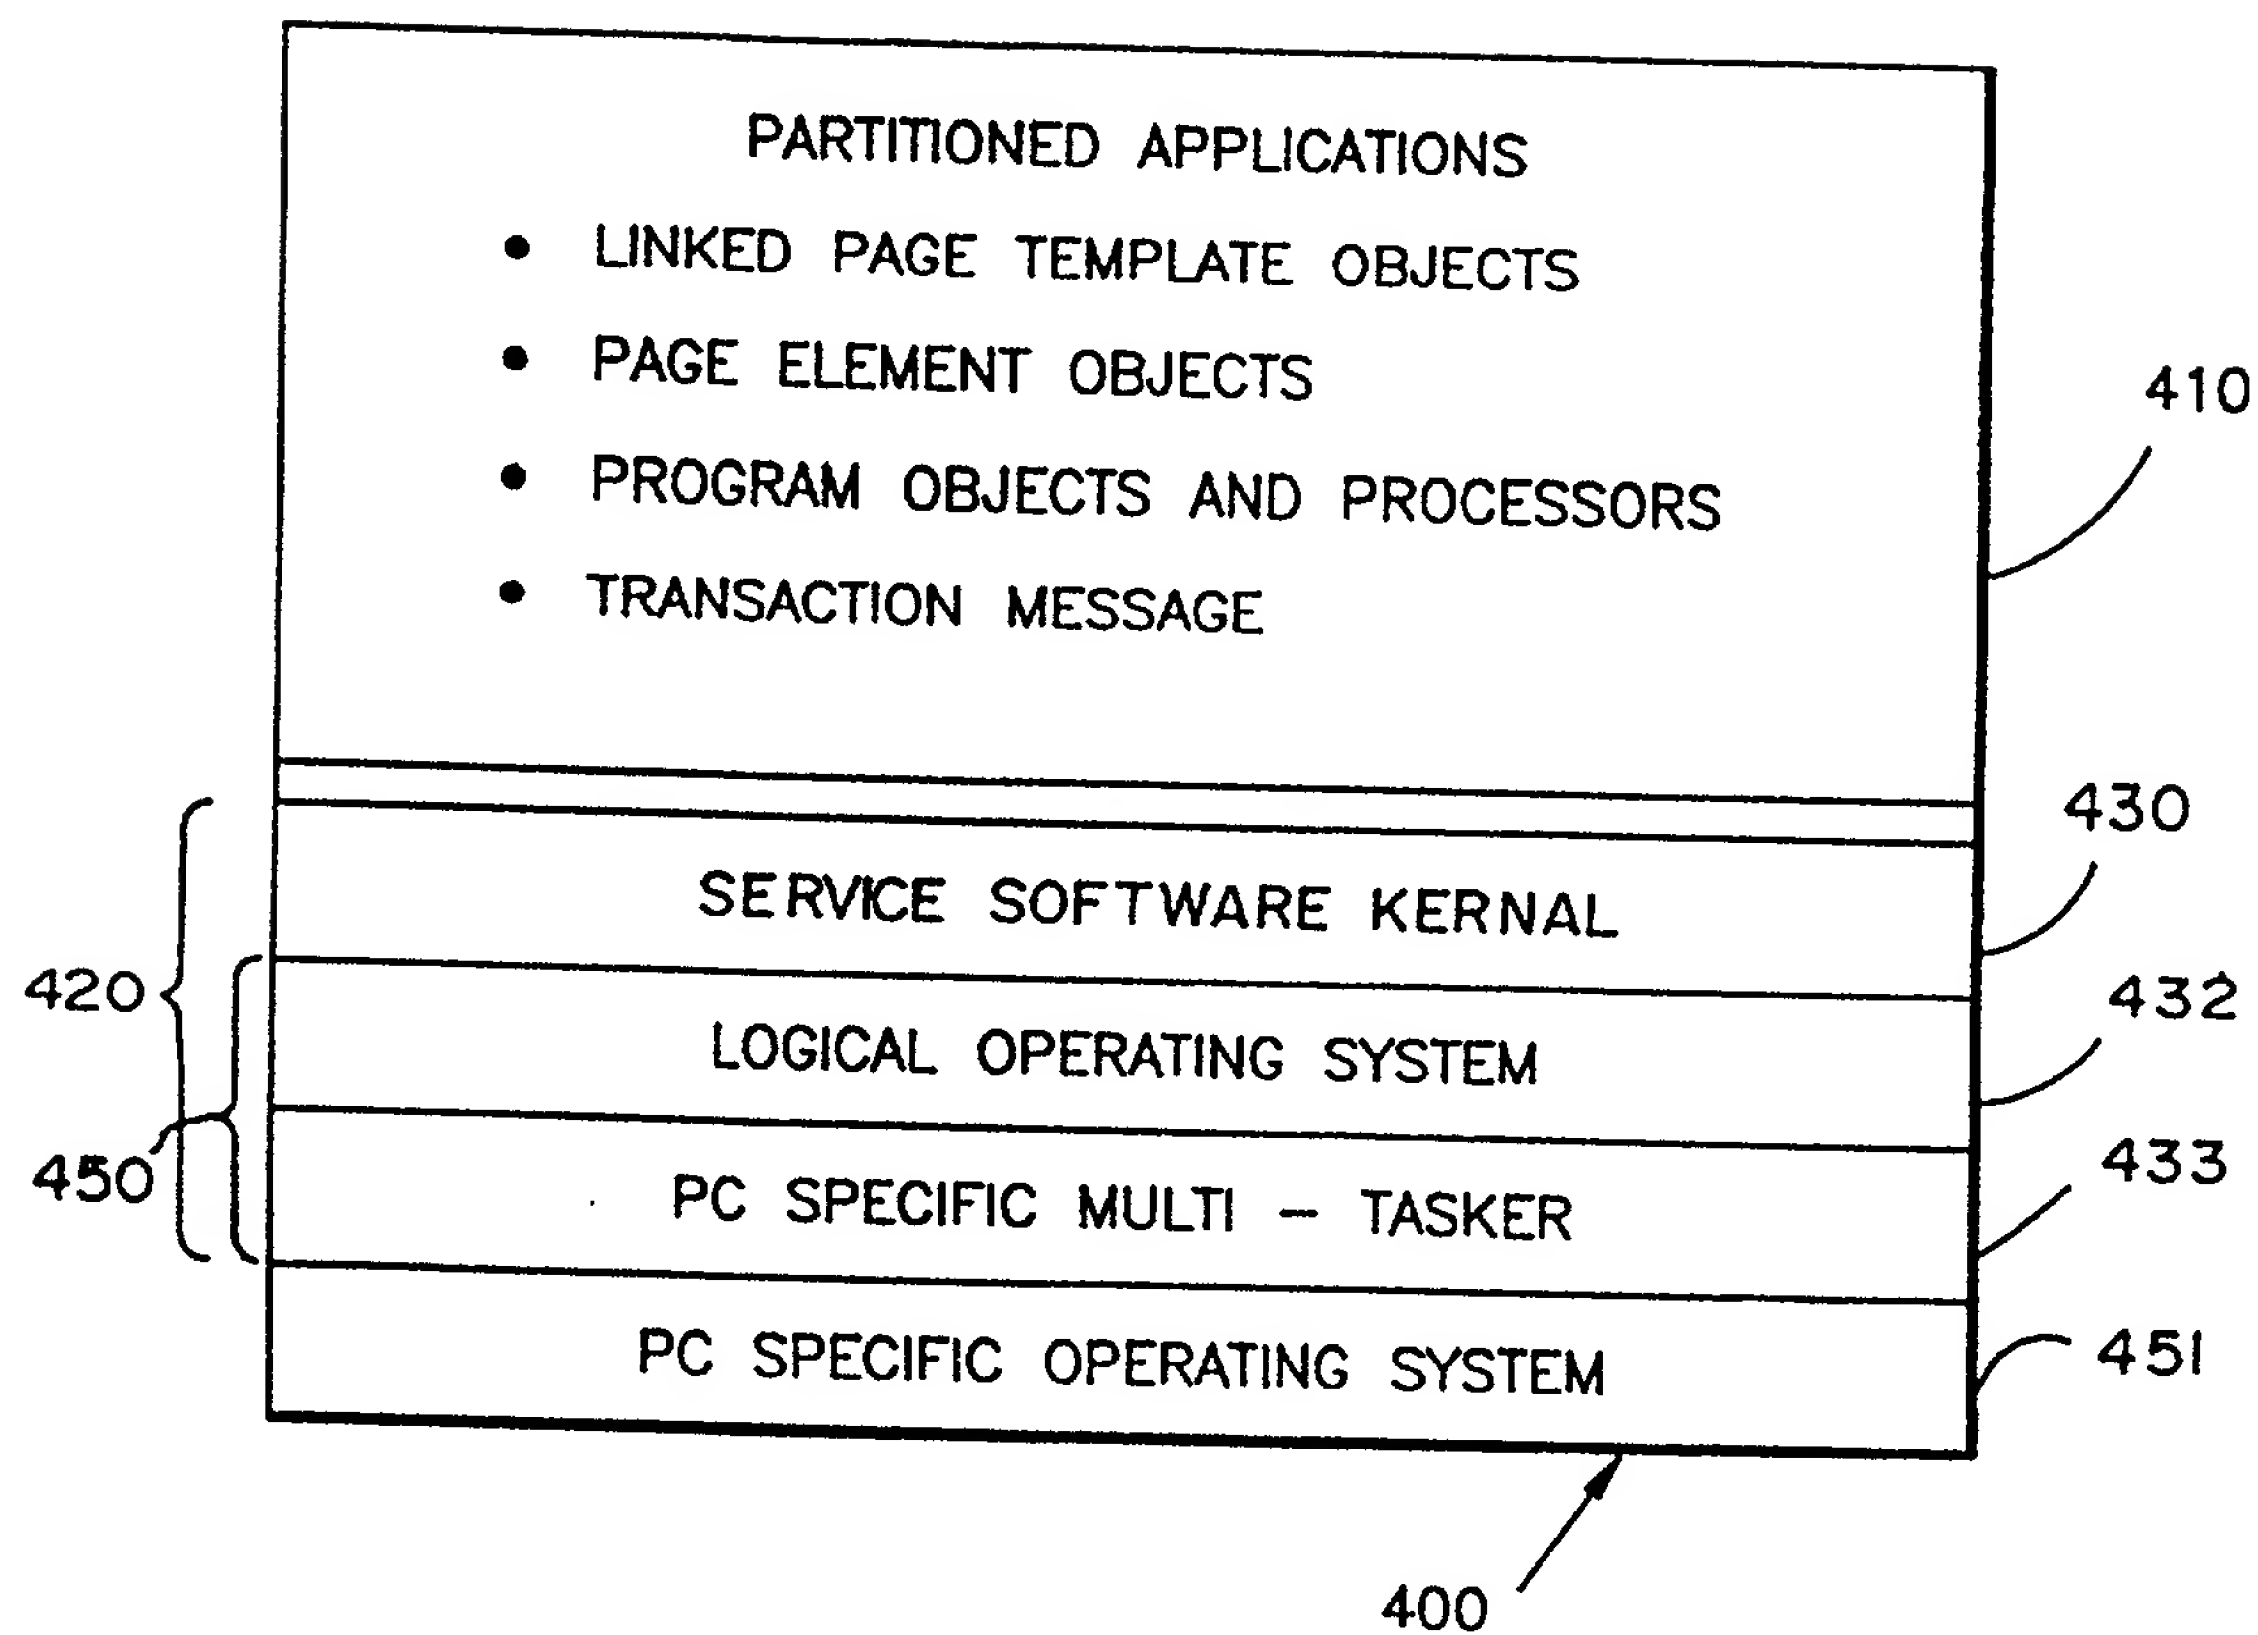 PARTITIONED APPLICATIONS
• LINKED PAGE TEMPLATE OBJECTS
• PAGE ELEMENT OBJECTS
410
• PROGRAM OBJECTS AND PROCESSORS
• TRANSACTION MESSAGE
430
SERVICE SOFTWARE KERNAL
420
432
LOGICAL OPERATING SYSTEM
450
433
PC SPECIFIC MULTI - TASKER
PC SPECIFIC OPERATING SYSTEM
451
400